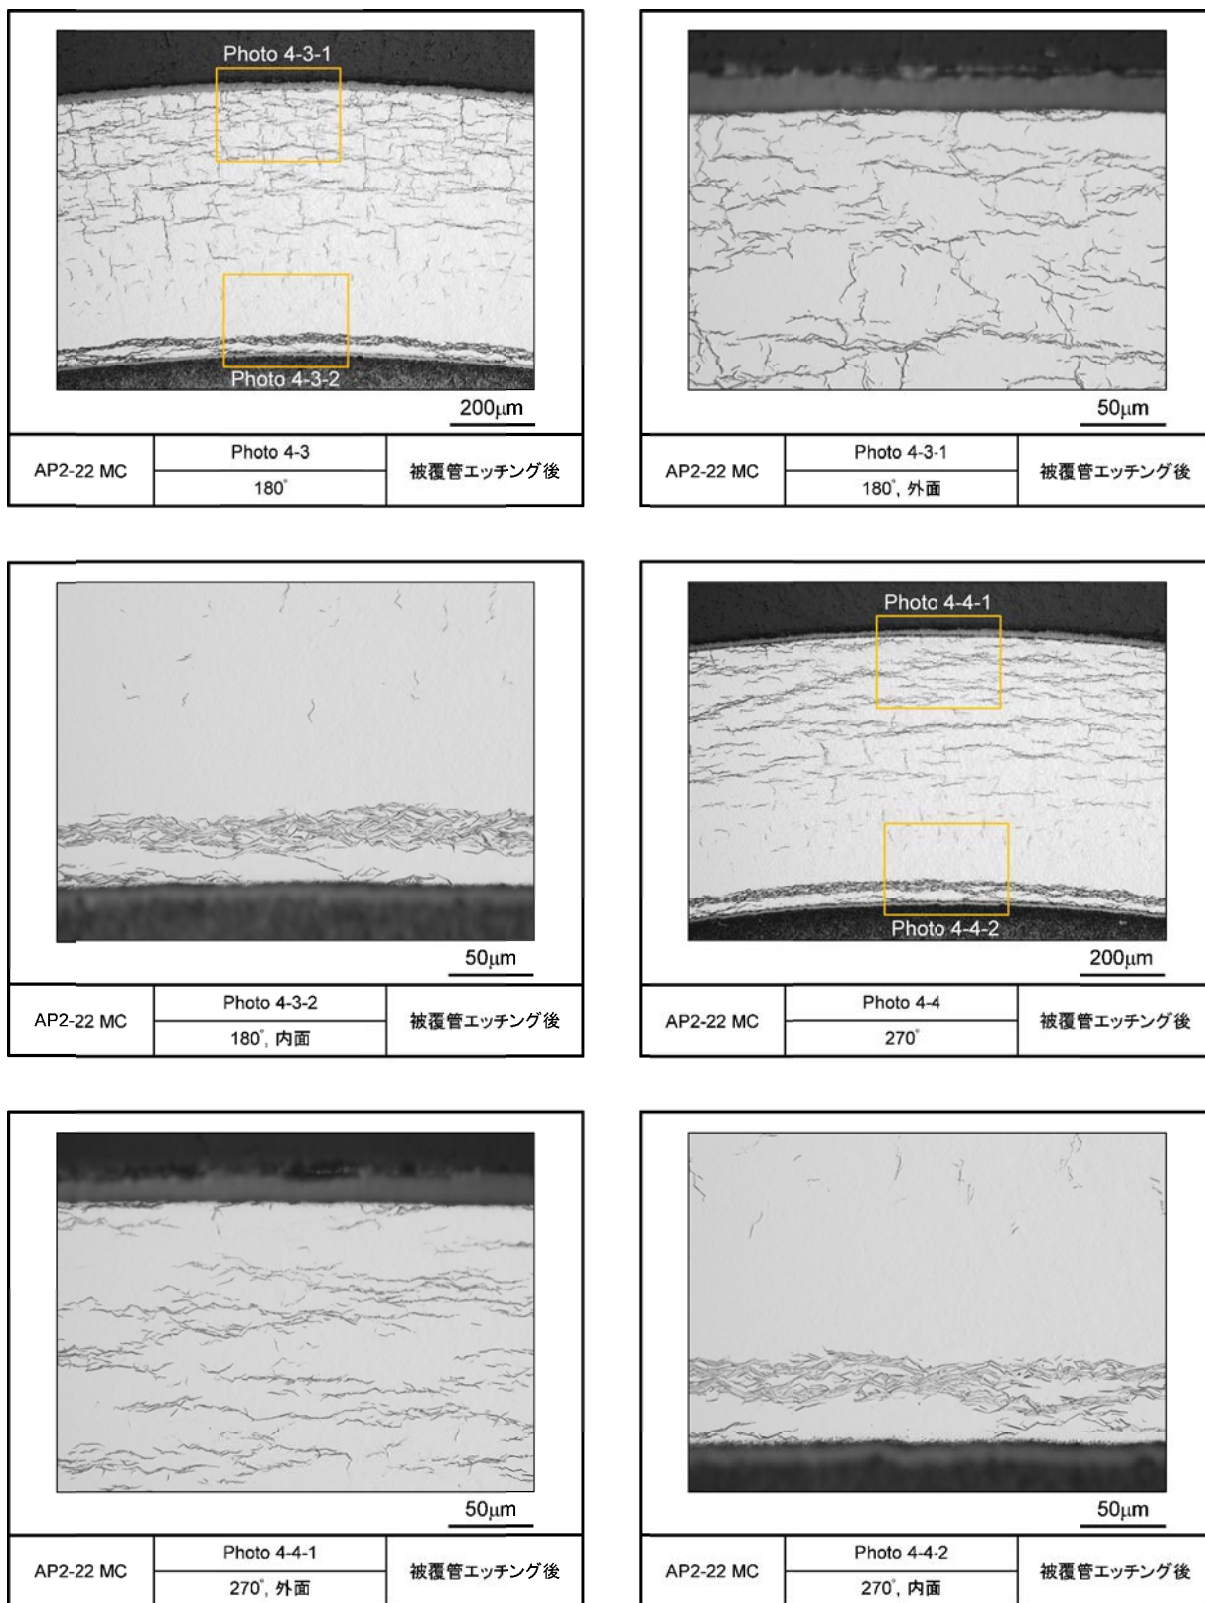 Photo 4-3-1
Photo 4-3-2
200μm
AP2-22 MC
Photo 4-3
180°
被覆管エッチング後
50μm
AP2-22 MC
Photo 4-3-1
180°, 外面
被覆管エッチング後
50μm
AP2-22 MC
Photo 4-3-2
180°, 内面
被覆管エッチング後
Photo 4-4-1
Photo 4-4-2
200μm
AP2-22 MC
Photo 4-4
270°
被覆管エッチング後
50μm
AP2-22 MC
Photo 4-4-1
270°, 外面
被覆管エッチング後
50μm
AP2-22 MC
Photo 4-4-2
270°, 内面
被覆管エッチング後